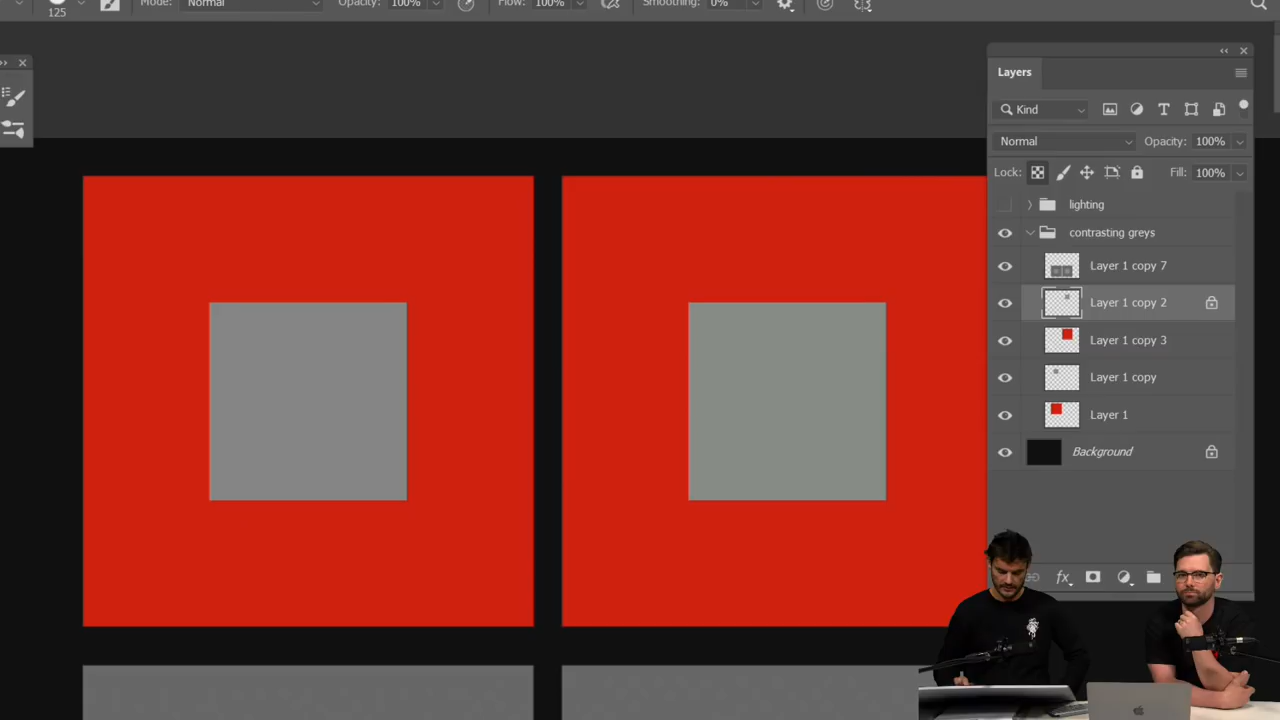 125
Mode: Normal
Opacity: 100%
Flow: 100%
Smoothing: 0%
Layers
Kind
Normal
Opacity: 100%
Lock:
Fill: 100%
lighting
contrasting greys
Layer 1 copy 7
Layer 1 copy 2
Layer 1 copy 3
Layer 1 copy
Layer 1
Background
fx